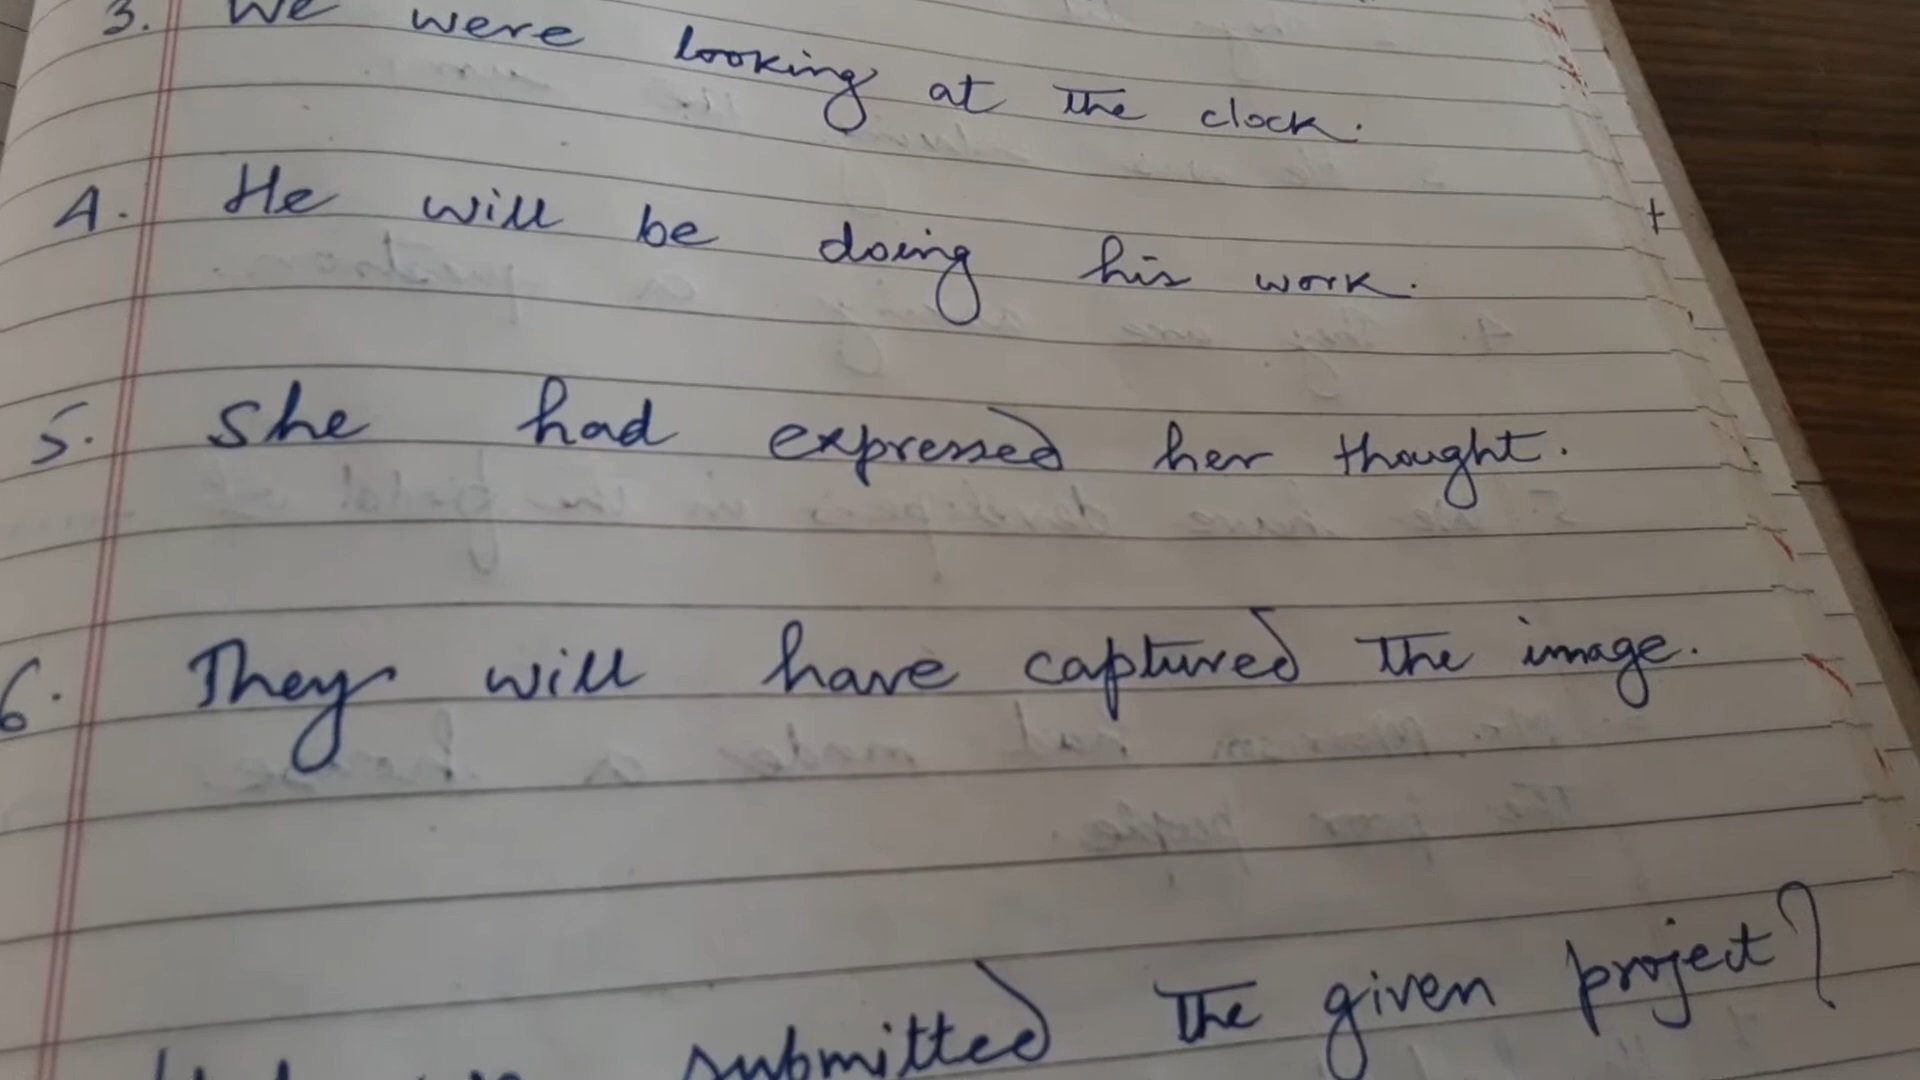 3. We were looking at the clock.
4. He will be doing his work.
5. She had expressed her thought.
6. They will have captured the image.
submitted the given project?